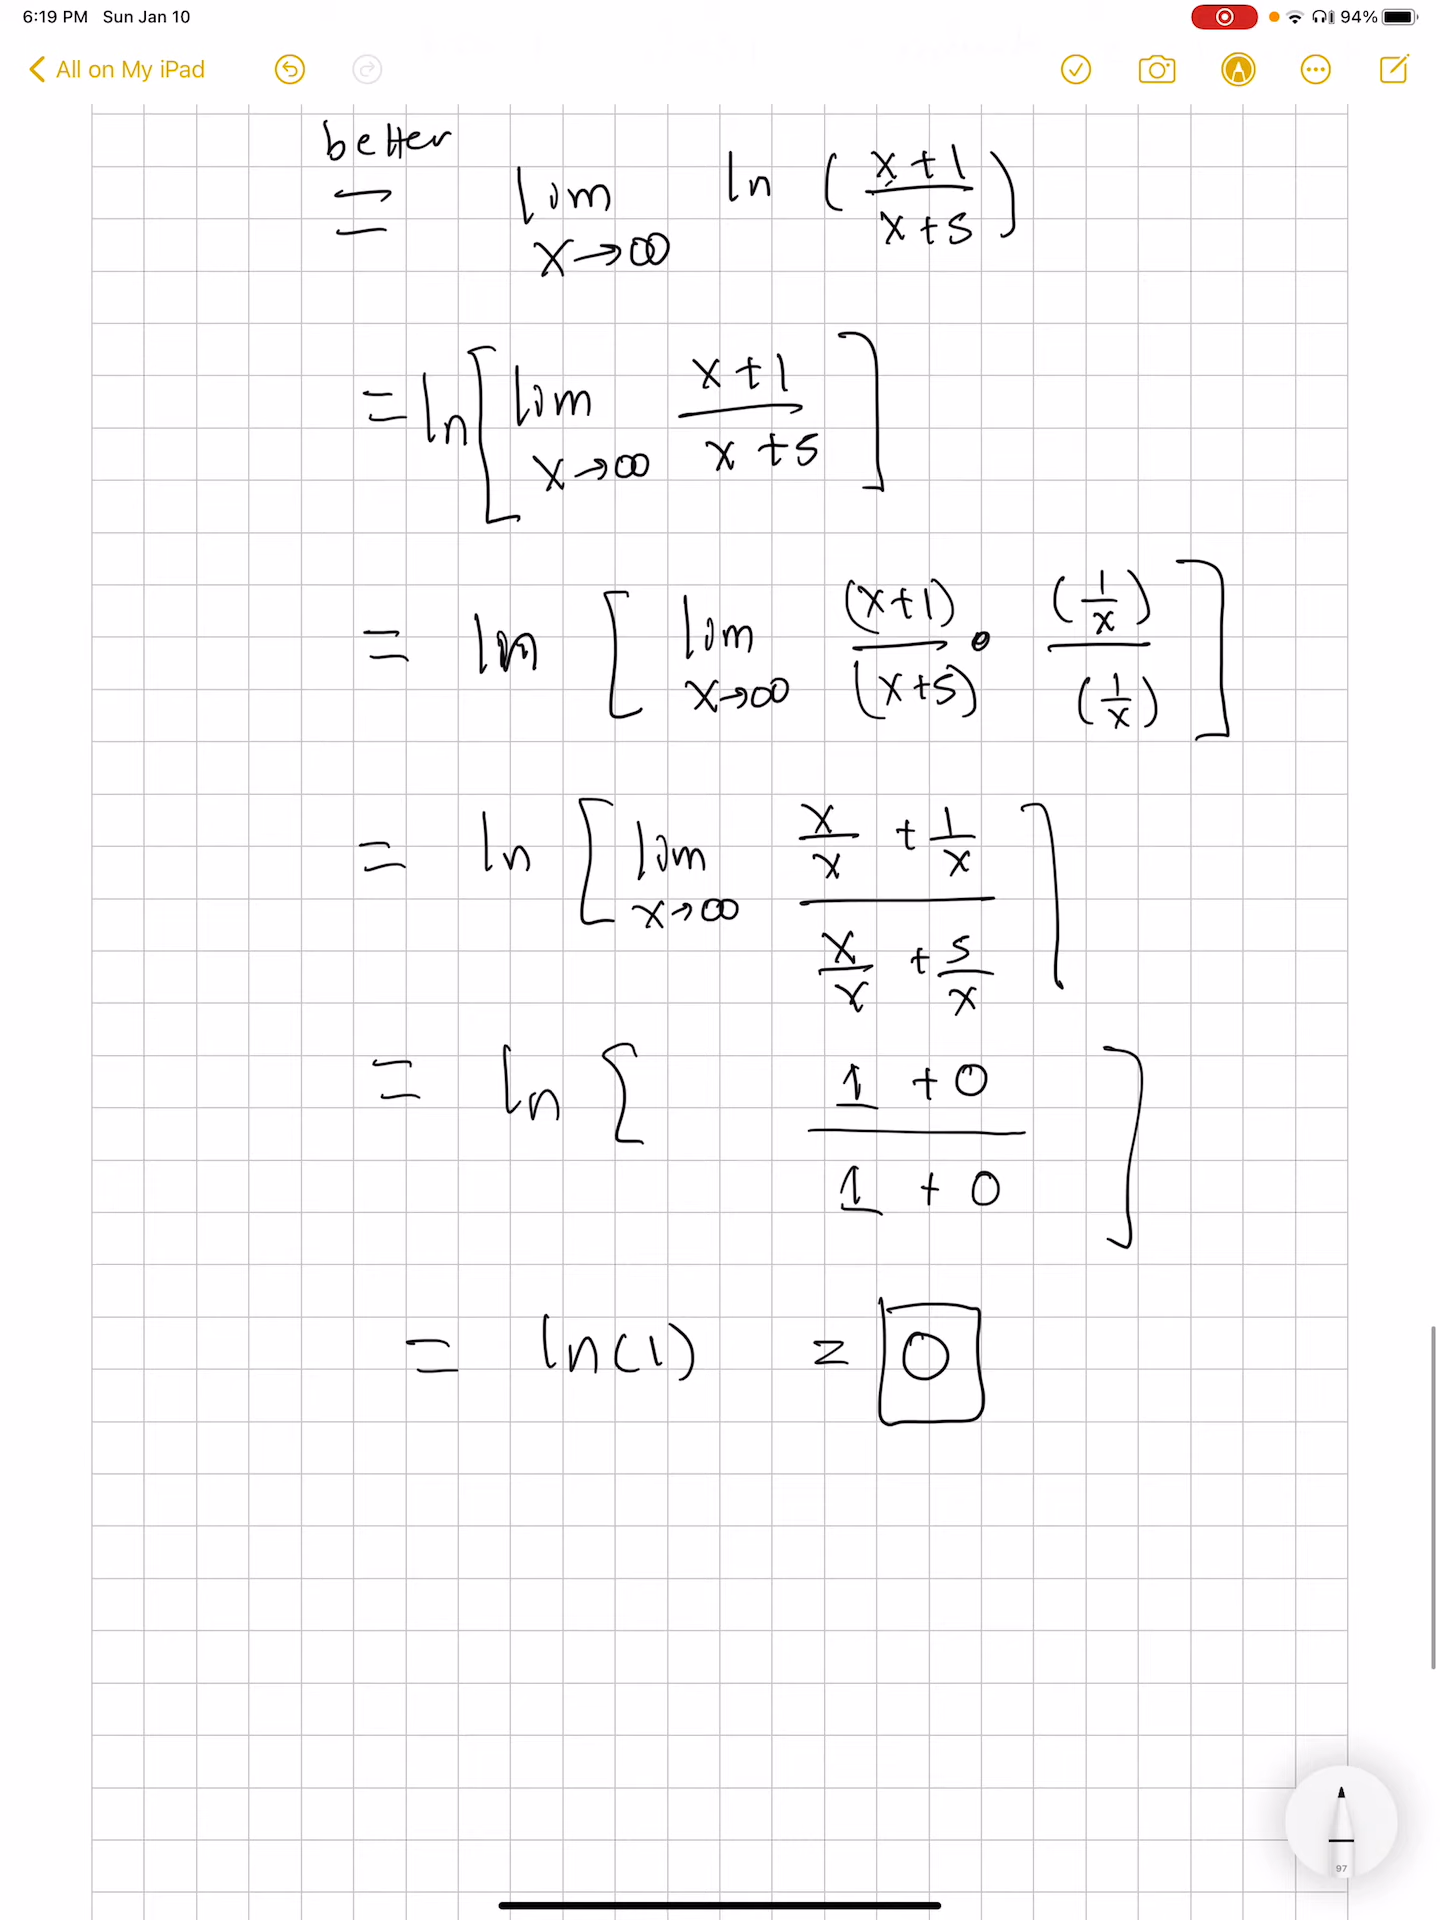 6:19 PM Sun Jan 10 94%
All on My iPad
better
= lim x→∞ ln ( (x+1)/(x+5) )
= ln [ lim x→∞ (x+1)/(x+5) ]
= ln [ lim x→∞ (x+1)/(x+5) • (1/x)/(1/x) ]
= ln [ lim x→∞ (x/x + 1/x)/(x/x + 5/x) ]
= ln [ (1 + 0)/(1 + 0) ]
= ln(1) = 0
97